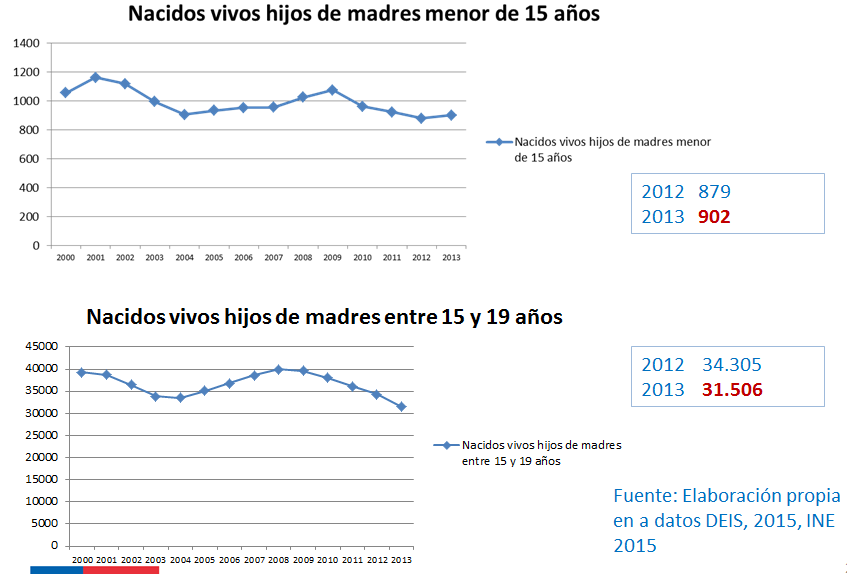 Nacidos vivos hijos de madres menor de 15 años
1400
1200
1000
800
600
400
200
0
2000 2001 2002 2003 2004 2005 2006 2007 2008 2009 2010 2011 2012 2013
Nacidos vivos hijos de madres menor
de 15 años
2012 879
2013 902
Nacidos vivos hijos de madres entre 15 y 19 años
45000
40000
35000
30000
25000
20000
15000
10000
5000
0
2000 2001 2002 2003 2004 2005 2006 2007 2008 2009 2010 2011 2012 2013
Nacidos vivos hijos de madres
entre 15 y 19 años
2012 34.305
2013 31.506
Fuente: Elaboración propia
en a datos DEIS, 2015, INE
2015